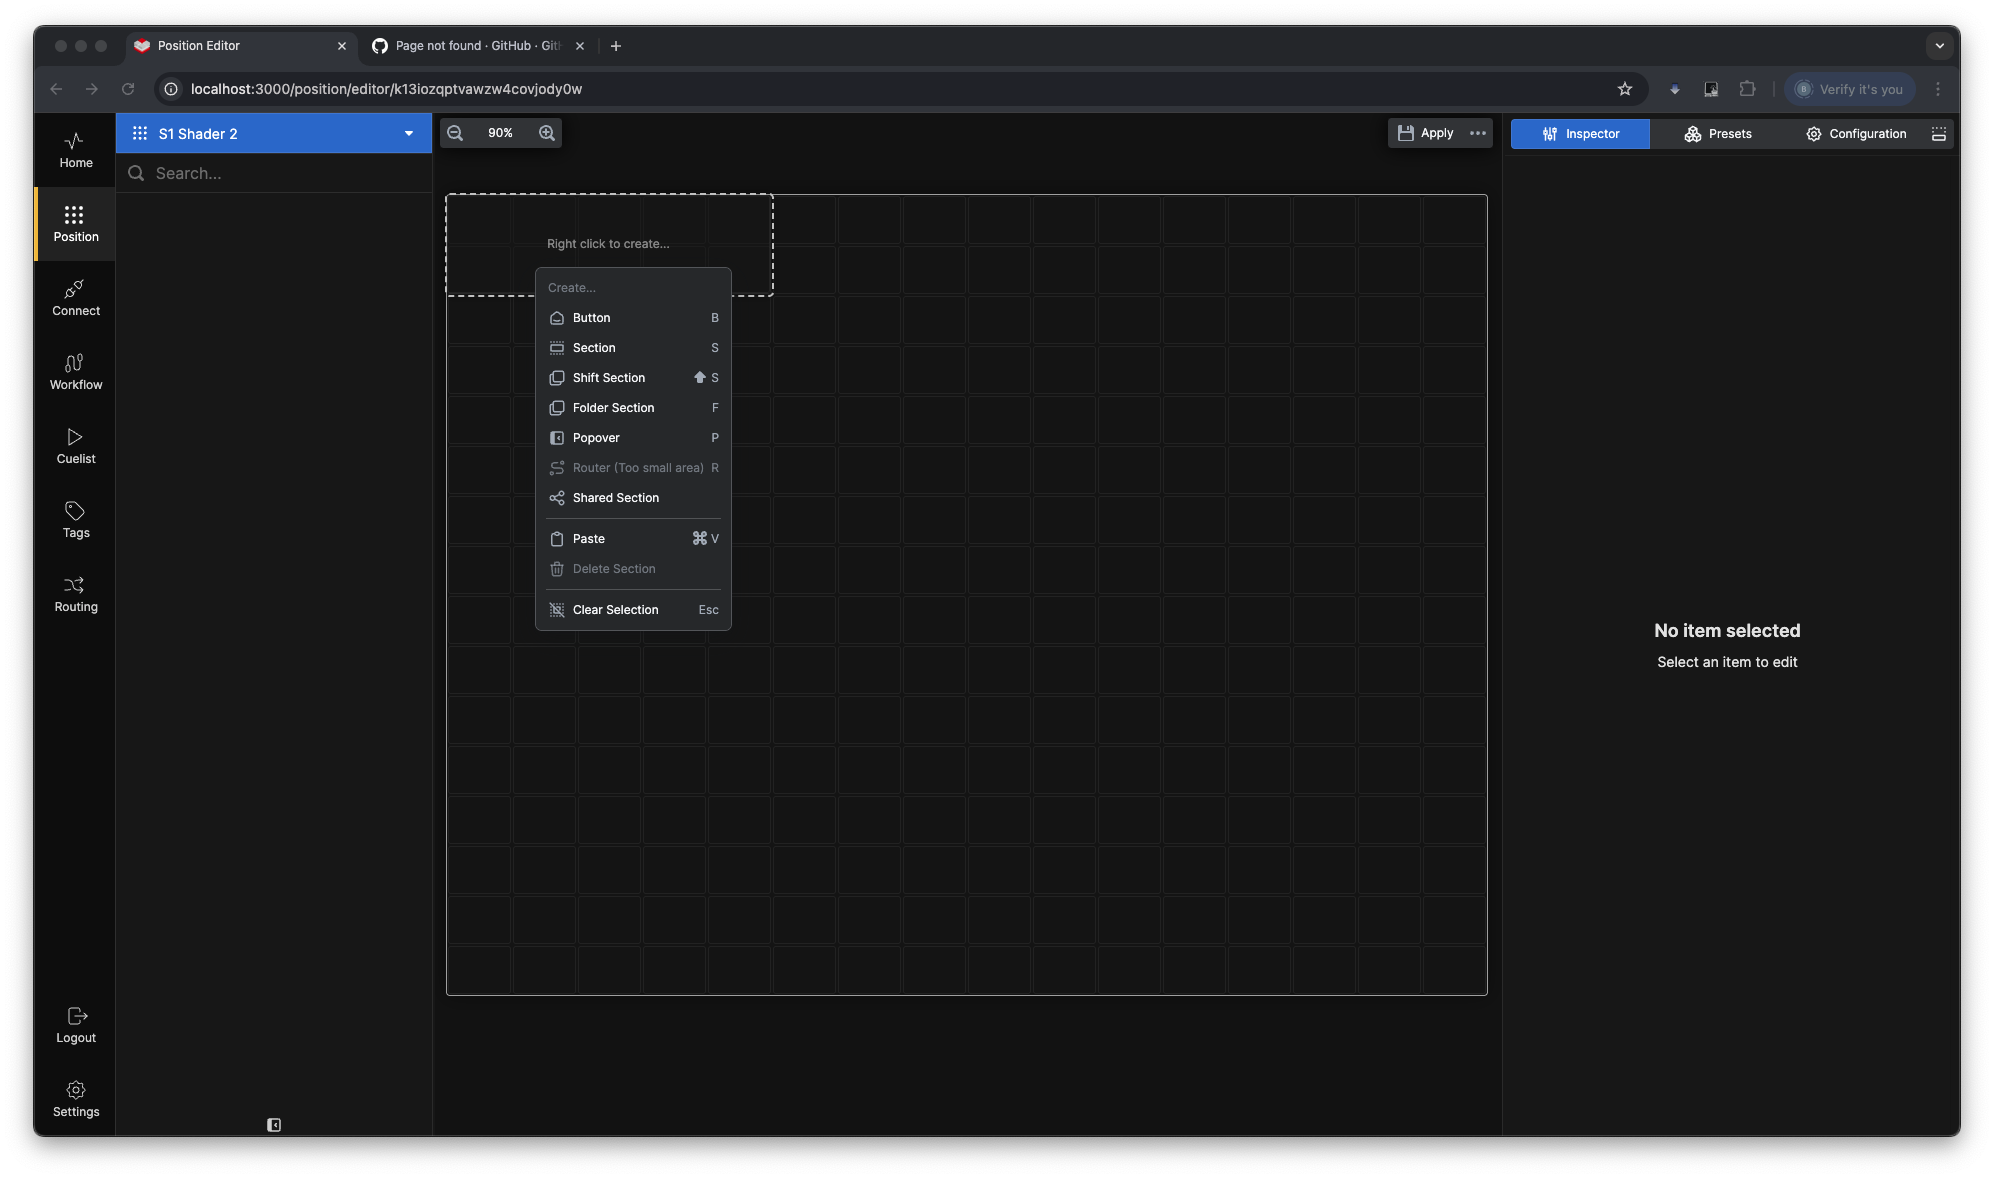 Position Editor
Page not found · GitHub · Git
localhost:3000/position/editor/k13iozqptvawzw4covjody0w
Verify it's you
Home
Position
Connect
Workflow
Cuelist
Tags
Routing
Logout
Settings
S1 Shader 2
Search...
90%
Apply
Right click to create...
Create...
Button B
Section S
Shift Section S
Folder Section F
Popover P
Router (Too small area) R
Shared Section
Paste ⌘ V
Delete Section
Clear Selection Esc
Inspector
Presets
Configuration
No item selected
Select an item to edit